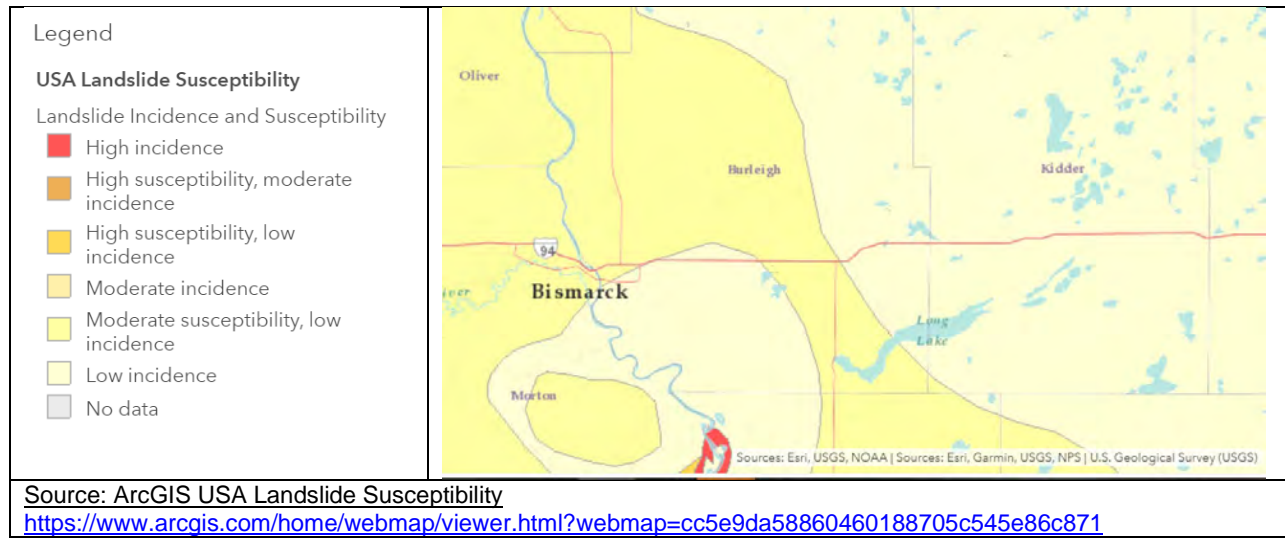 Legend
USA Landslide Susceptibility
Landslide Incidence and Susceptibility
High incidence
High susceptibility, moderate
incidence
High susceptibility, low
incidence
Moderate incidence
Moderate susceptibility, low
incidence
Low incidence
No data
Oliver
Burleigh
Kidder
94
iver
Bismarck
Long
Lake
Morton
Sources: Esri, USGS, NOAA | Sources: Esri, Garmin, USGS, NPS | U.S. Geological Survey (USGS)
Source: ArcGIS USA Landslide Susceptibility
https://www.arcgis.com/home/webmap/viewer.html?webmap=cc5e9da58860460188705c545e86c871